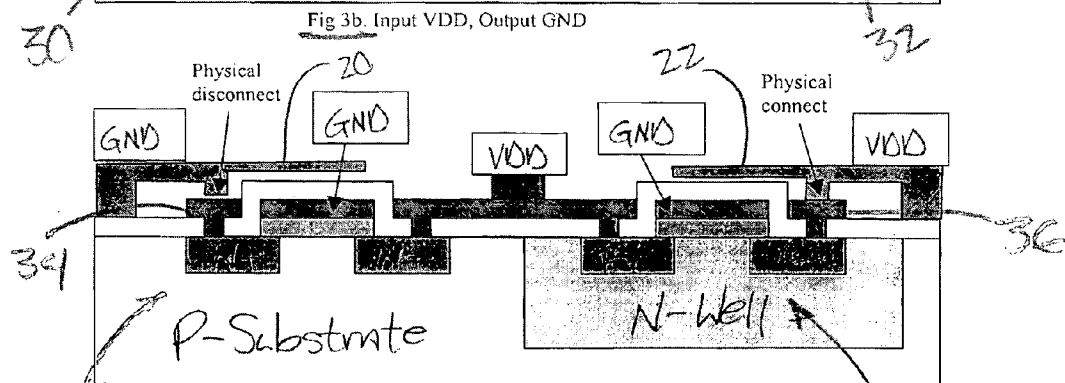 30
Fig 3b. Input VDD, Output GND
32
Physical
disconnect
20
22
Physical
connect
GND
GND
VDD
GND
VDD
34
36
P-Substrate
N-Well